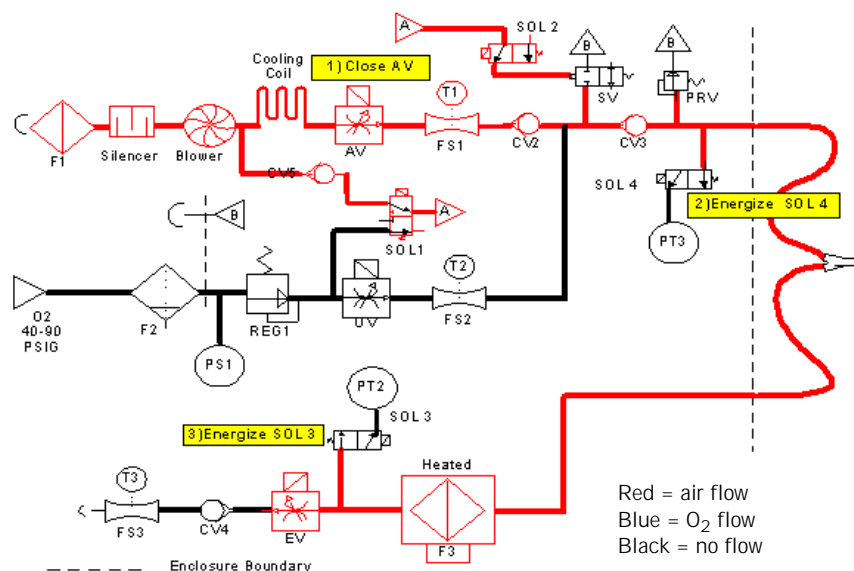 A
SOL 2
B
B
Cooling
Coil
1) Close AV
T1
SV
PRV
F1
Silencer
Blower
AV
FS1
CV2
CV3
CV5
SOL 4
2)Energize SOL 4
B
A
SOL1
PT3
T2
O2
40-90
PSIG
F2
REG1
OV
FS2
PS1
PT2
SOL 3
3)Energize SOL 3
Heated
T3
FS3
CV4
EV
F3
Red = air flow
Blue = O2 flow
Black = no flow
Enclosure Boundary